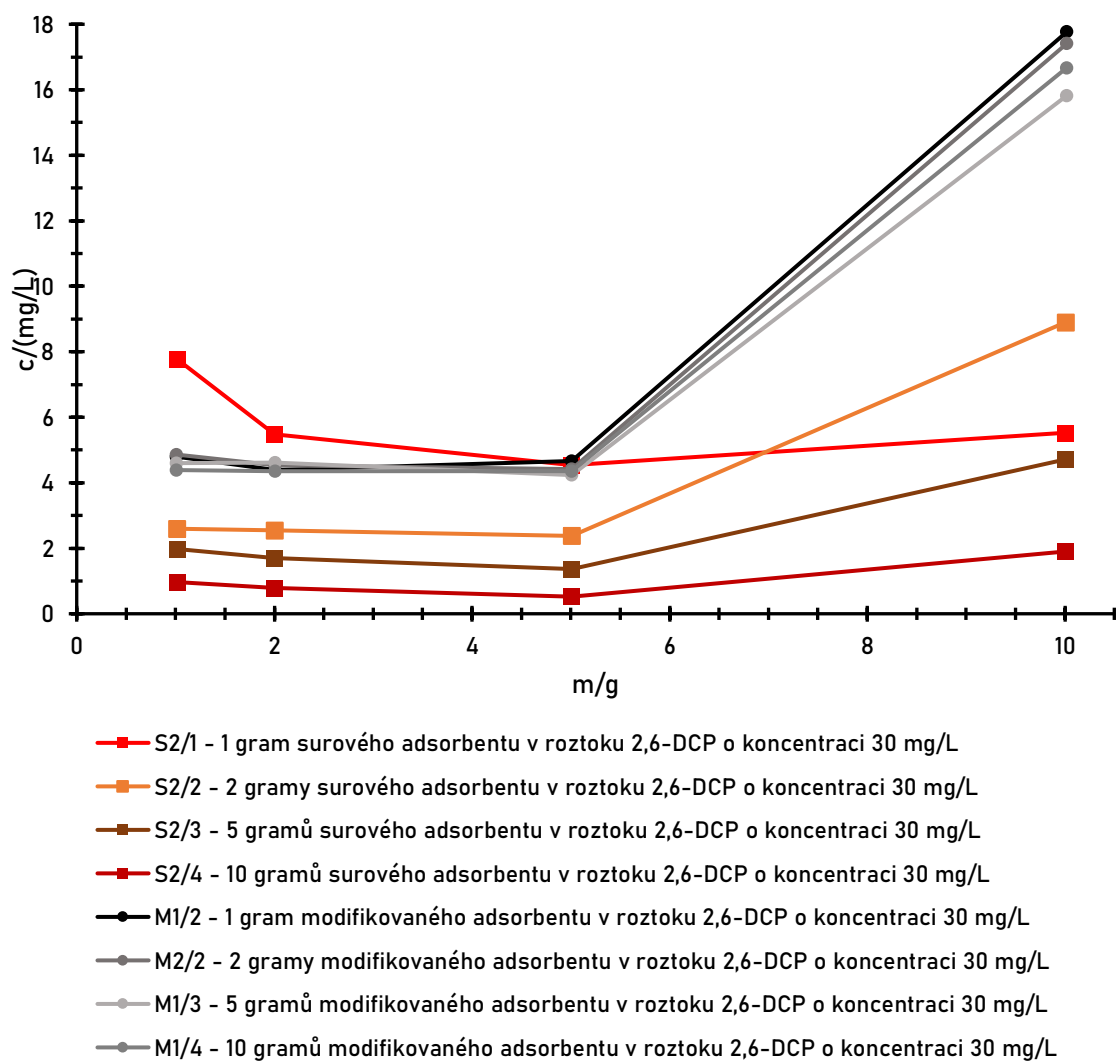 18
16
14
12
10
8
6
4
2
0
c/(mg/L)
0 2 4 6 8 10
m/g
S2/1 - 1 gram surového adsorbentu v roztoku 2,6-DCP o koncentraci 30 mg/L
S2/2 - 2 gramy surového adsorbentu v roztoku 2,6-DCP o koncentraci 30 mg/L
S2/3 - 5 gramů surového adsorbentu v roztoku 2,6-DCP o koncentraci 30 mg/L
S2/4 - 10 gramů surového adsorbentu v roztoku 2,6-DCP o koncentraci 30 mg/L
M1/2 - 1 gram modifikovaného adsorbentu v roztoku 2,6-DCP o koncentraci 30 mg/L
M2/2 - 2 gramy modifikovaného adsorbentu v roztoku 2,6-DCP o koncentraci 30 mg/L
M1/3 - 5 gramů modifikovaného adsorbentu v roztoku 2,6-DCP o koncentraci 30 mg/L
M1/4 - 10 gramů modifikovaného adsorbentu v roztoku 2,6-DCP o koncentraci 30 mg/L